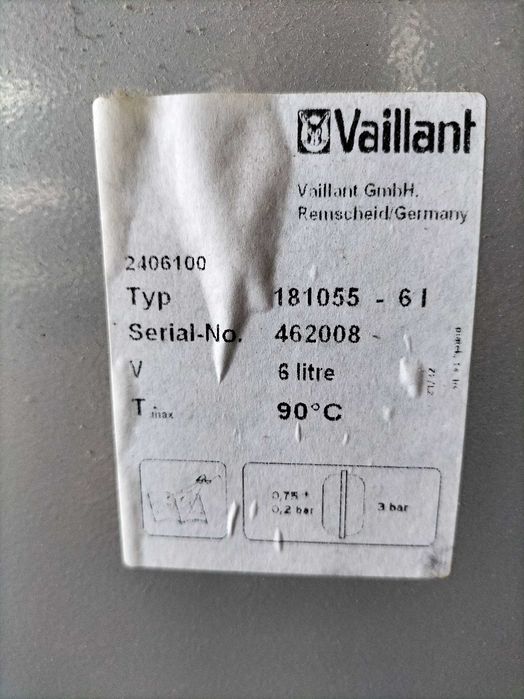 Vaillant
Vaillant GmbH.
Remscheid/Germany
2406100
Typ 181055 - 6 l
Serial-No. 462008 -
V 6 litre
T max 90°C
0,75 +
0,2 bar
3 bar